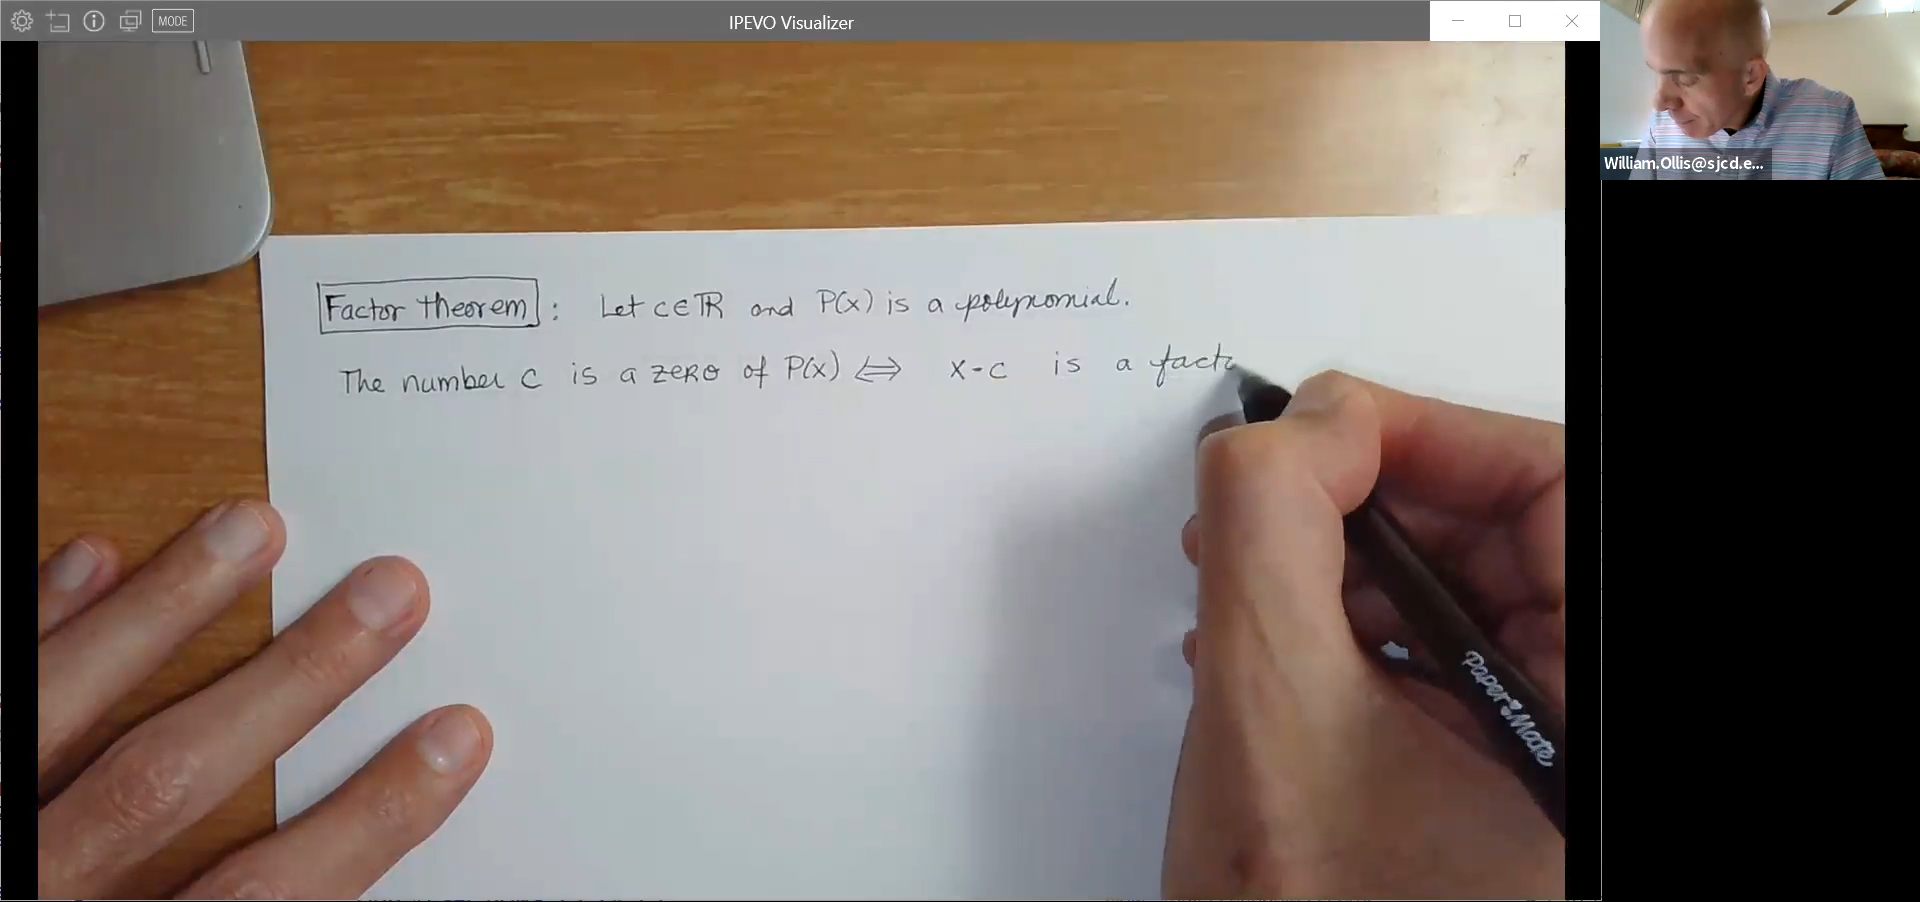 MODE
IPEVO Visualizer
William.Ollis@sjcd.e...
Factor theorem : Let c∈ℝ and P(x) is a polynomial.
The number c is a zero of P(x) ⟺ x-c is a facto
Paper Mate